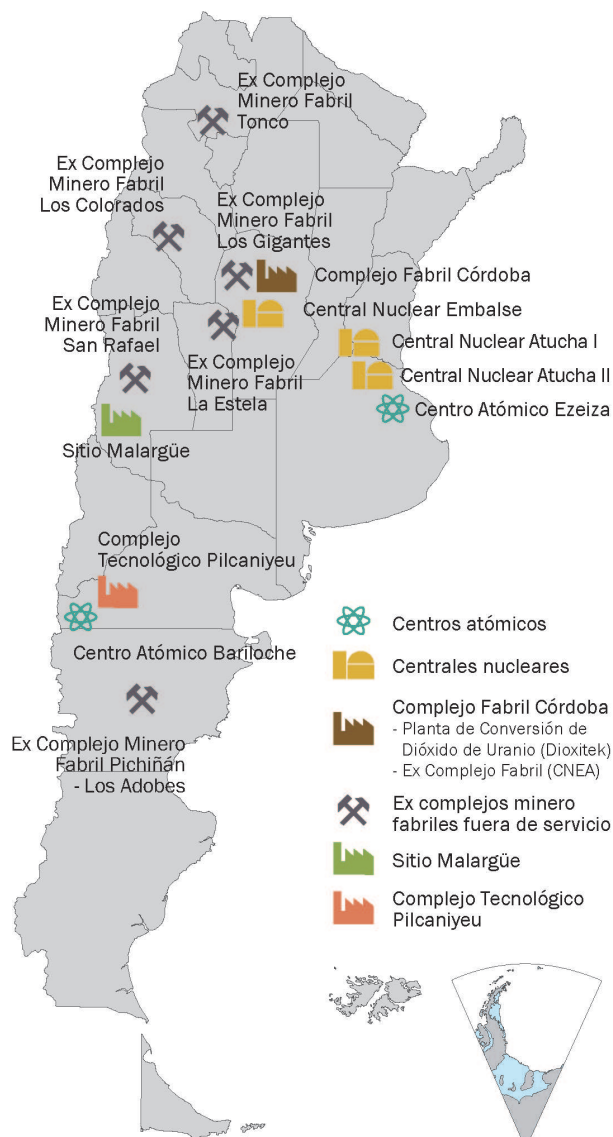 Ex Complejo
Minero Fabril
Tonco
Ex Complejo
Minero Fabril
Los Colorados
Ex Complejo
Minero Fabril
Los Gigantes
Complejo Fabril Córdoba
Ex Complejo
Minero Fabril
San Rafael
Central Nuclear Embalse
Central Nuclear Atucha I
Ex Complejo
Minero Fabril
La Estela
Central Nuclear Atucha II
Centro Atómico Ezeiza
Sitio Malargüe
Complejo
Tecnológico Pilcaniyeu
Centro Atómico Bariloche
Ex Complejo Minero
Fabril Pichiñán
- Los Adobes
Centros atómicos
Centrales nucleares
Complejo Fabril Córdoba
- Planta de Conversión de
Dióxido de Uranio (Dioxitek)
- Ex Complejo Fabril (CNEA)
Ex complejos minero
fabriles fuera de servicio
Sitio Malargüe
Complejo Tecnológico
Pilcaniyeu